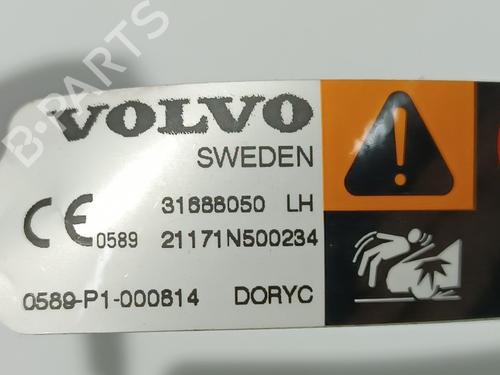 B-PARTS
VOLVO
SWEDEN
31688050 LH
CE 0589 21171N500234
0589-P1-000814 DORYC